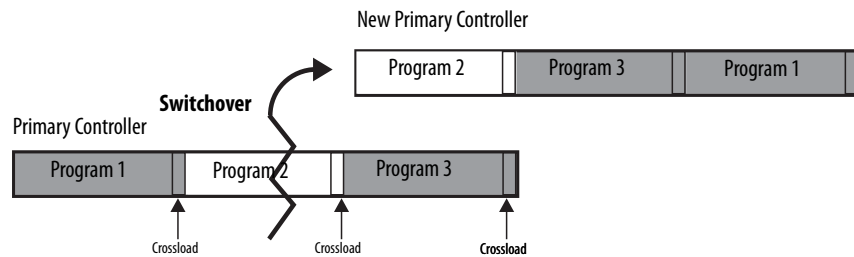 New Primary Controller
Program 2 Program 3 Program 1
Switchover
Primary Controller
Program 1 Program 2 Program 3
Crossload Crossload Crossload